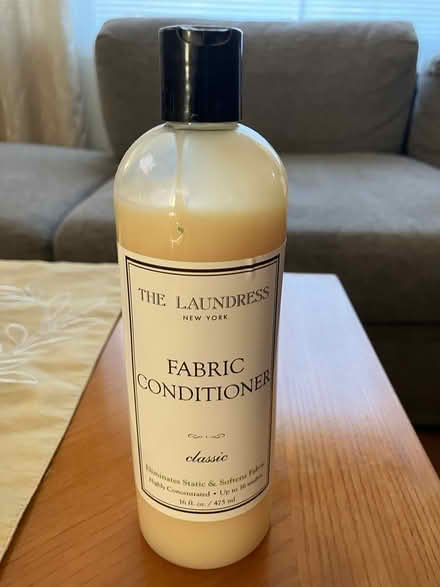 THE LAUNDRESS
NEW YORK
FABRIC
CONDITIONER
classic
Eliminates Static & Softens Fabric
Highly Concentrated • Up to 16 washes
16 fl. oz. / 475 ml